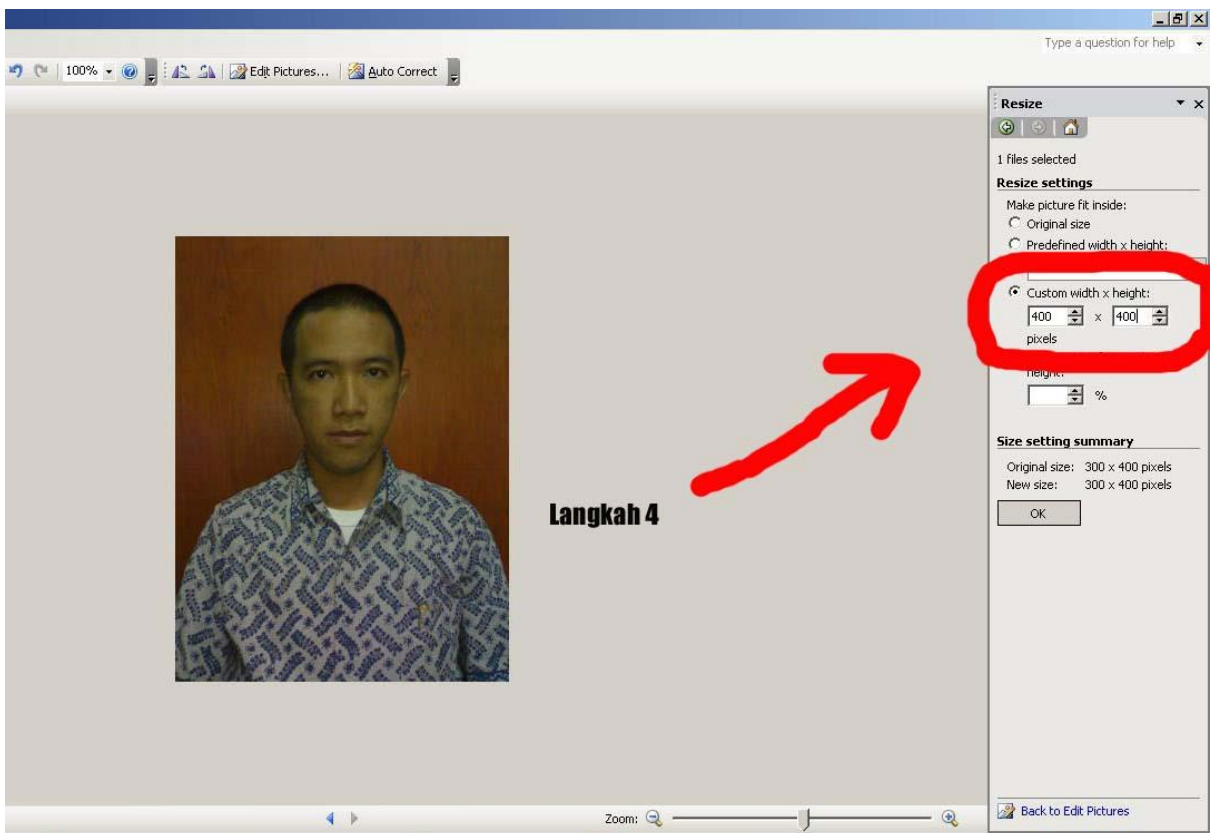 Type a question for help
100%
Edit Pictures...
Auto Correct
Resize
1 files selected
Resize settings
Make picture fit inside:
Original size
Predefined width x height:
Custom width x height:
400 x 400
pixels
height:
%
Size setting summary
Original size: 300 x 400 pixels
New size: 300 x 400 pixels
OK
Langkah 4
Back to Edit Pictures
Zoom: